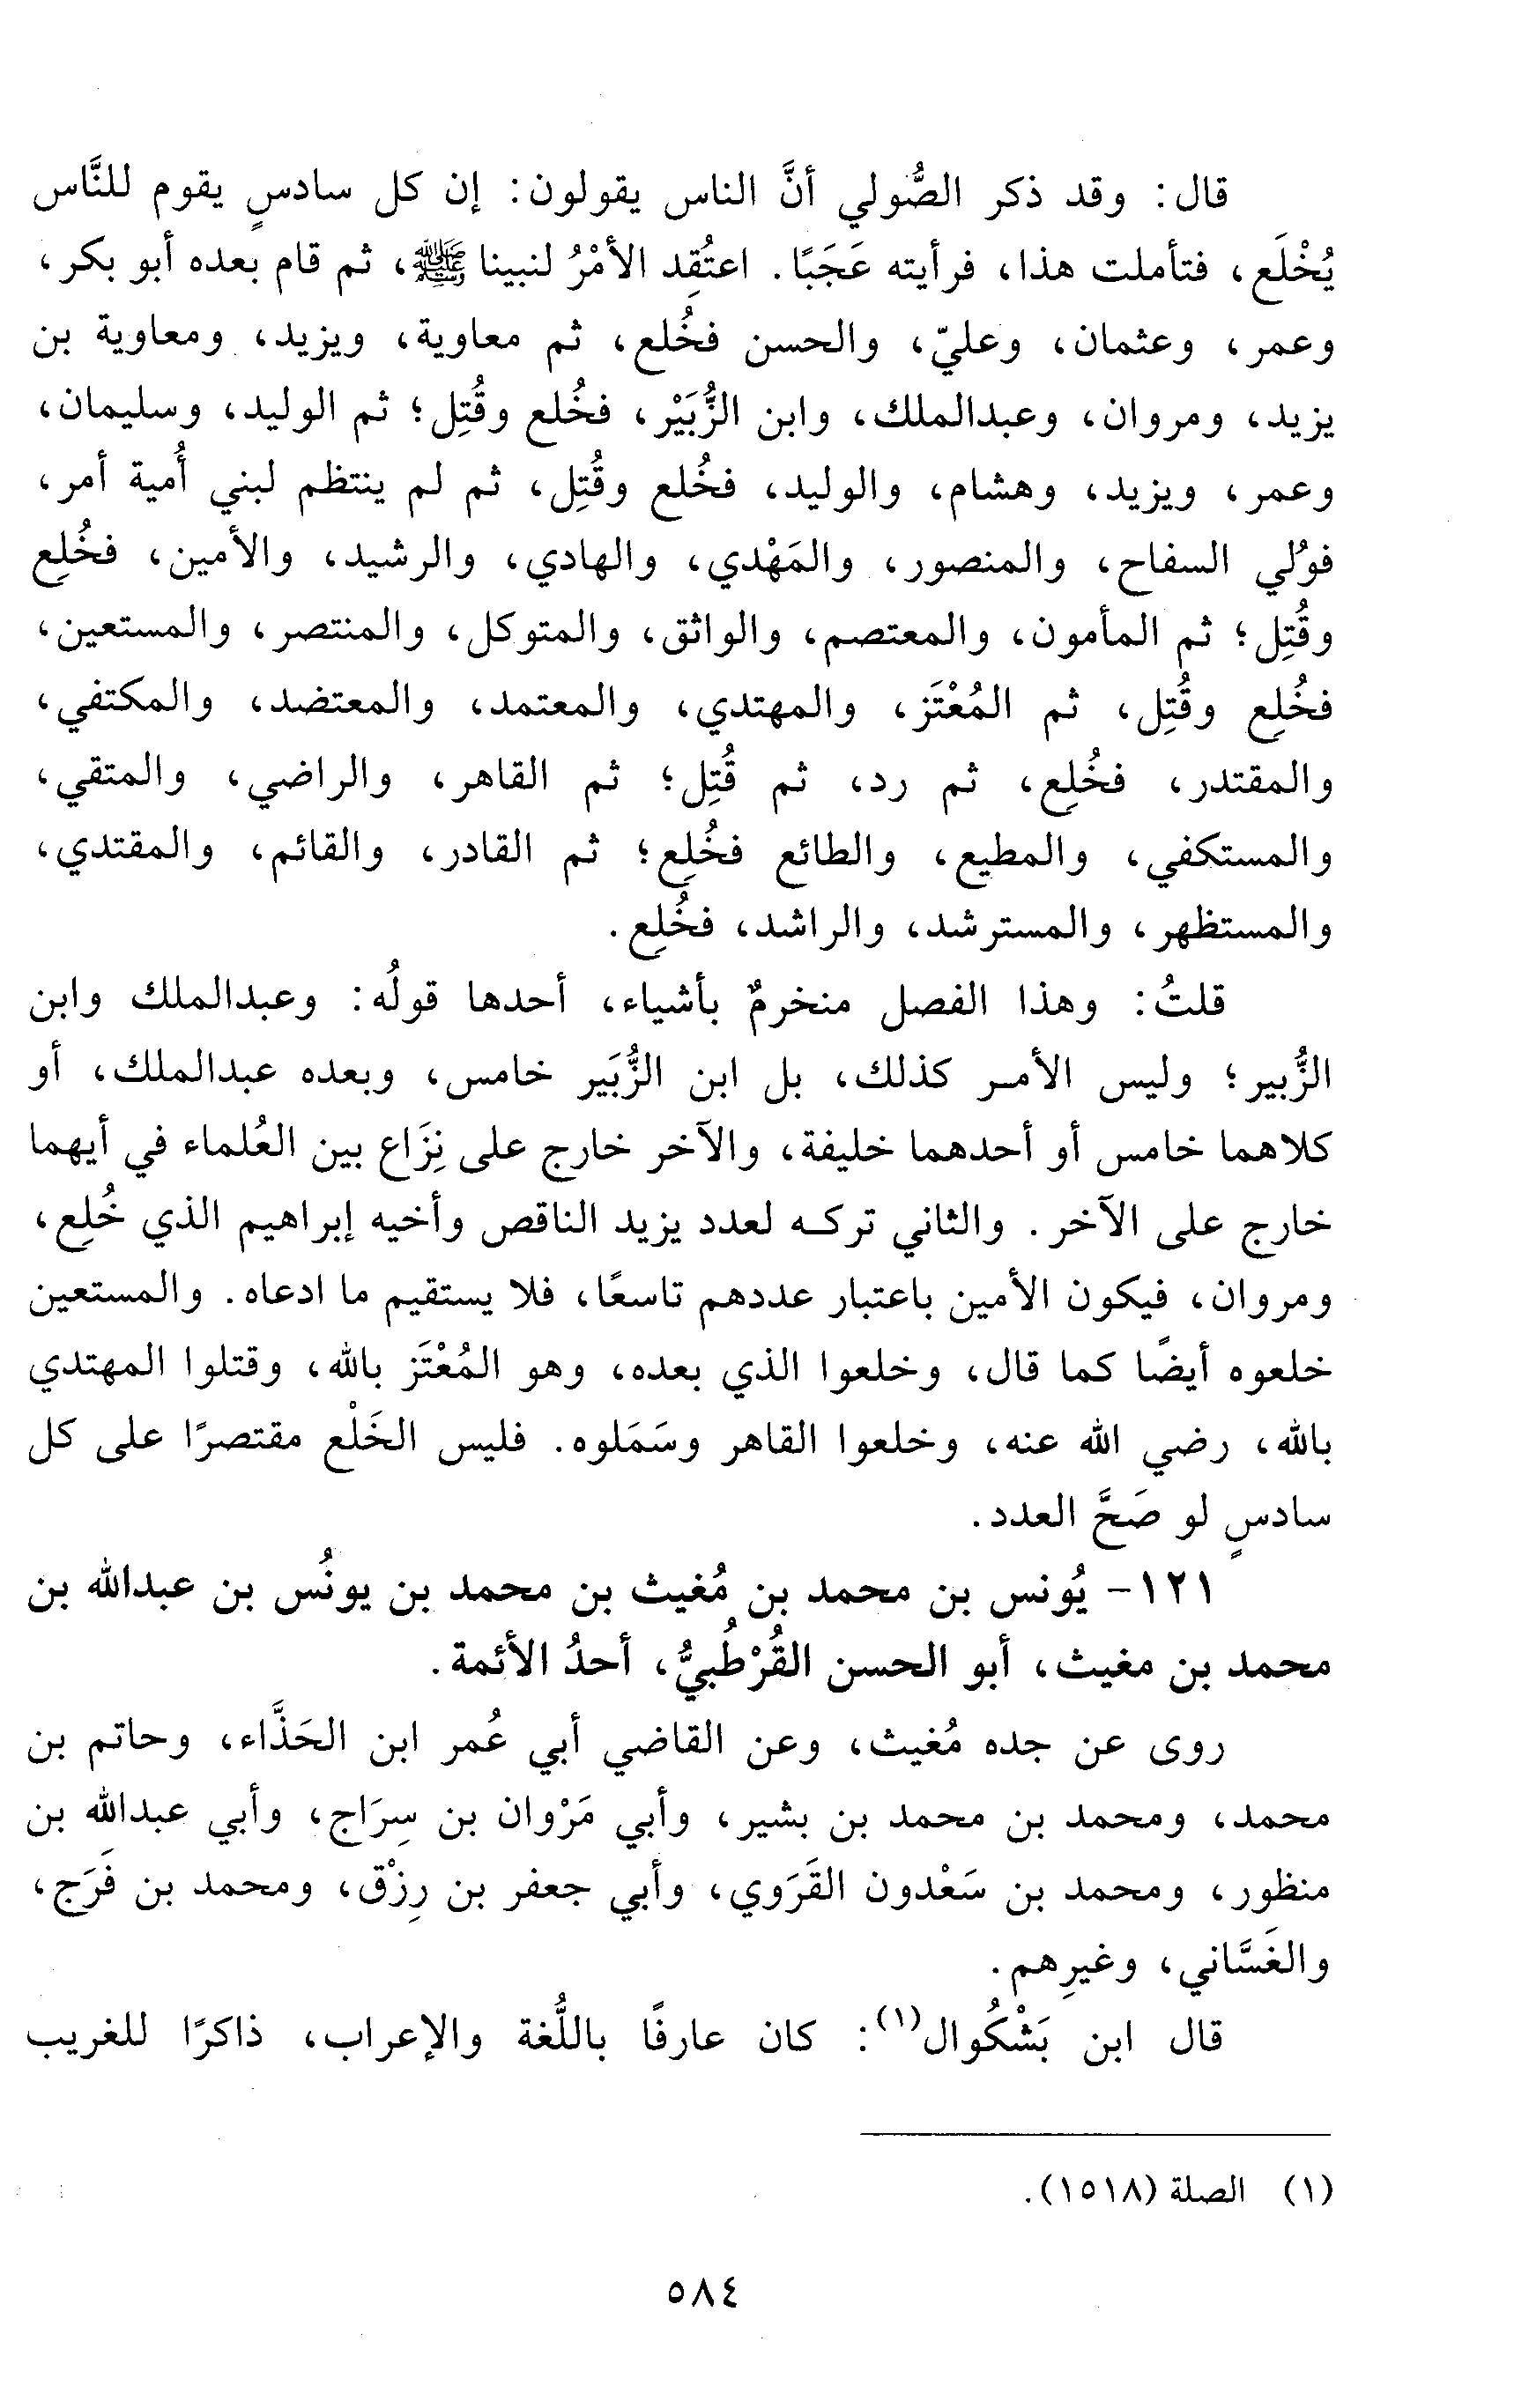 قال: وقد ذكر الصُّولي أنَّ الناس يقولون: إن كل سادسٍ يقوم للنَّاس
يُخْلَع، فتأملت هذا، فرأيته عَجَبًا. اعتُقِد الأمْرُ لنبينا ﷺ، ثم قام بعده أبو بكر،
وعمر، وعثمان، وعليّ، والحسن فخُلع، ثم معاوية، ويزيد، ومعاوية بن
يزيد، ومروان، وعبدالملك، وابن الزُّبَيْر، فخُلع وقُتِل؛ ثم الوليد، وسليمان،
وعمر، ويزيد، وهشام، والوليد، فخُلع وقُتِل، ثم لم ينتظم لبني أُمية أمر،
فوُلي السفاح، والمنصور، والمَهْدي، والهادي، والرشيد، والأمين، فخُلِع
وقُتِل؛ ثم المأمون، والمعتصم، والواثق، والمتوكل، والمنتصر، والمستعين،
فخُلِع وقُتِل، ثم المُعْتَز، والمهتدي، والمعتمد، والمعتضد، والمكتفي،
والمقتدر، فخُلِع، ثم رد، ثم قُتِل؛ ثم القاهر، والراضي، والمتقي،
والمستكفي، والمطيع، والطائع فخُلِع؛ ثم القادر، والقائم، والمقتدي،
والمستظهر، والمسترشد، والراشد، فخُلِع.
قلتُ: وهذا الفصل منخرمٌ بأشياء، أحدها قولُه: وعبدالملك وابن
الزُّبير؛ وليس الأمر كذلك، بل ابن الزُّبَير خامس، وبعده عبدالملك، أو
كلاهما خامس أو أحدهما خليفة، والآخر خارج على نِزَاع بين العُلماء في أيهما
خارج على الآخر. والثاني تركه لعدد يزيد الناقص وأخيه إبراهيم الذي خُلِع،
ومروان، فيكون الأمين باعتبار عددهم تاسعًا، فلا يستقيم ما ادعاه. والمستعين
خلعوه أيضًا كما قال، وخلعوا الذي بعده، وهو المُعْتَز بالله، وقتلوا المهتدي
بالله، رضي الله عنه، وخلعوا القاهر وسَمَلوه. فليس الخَلْع مقتصرًا على كل
سادسٍ لو صَحَّ العدد.
١٢١- يُونس بن محمد بن مُغيث بن محمد بن يونُس بن عبدالله بن
محمد بن مغيث، أبو الحسن القُرْطُبيُّ، أحدُ الأئمة.
روى عن جده مُغيث، وعن القاضي أبي عُمر ابن الحَذَّاء، وحاتم بن
محمد، ومحمد بن محمد بن بشير، وأبي مَرْوان بن سِرَاج، وأبي عبدالله بن
منظور، ومحمد بن سَعْدون القَرَوي، وأبي جعفر بن رِزْق، ومحمد بن فَرَج،
والغَسَّاني، وغيرِهم.
قال ابن بَشْكُوال(١): كان عارفًا باللُّغة والإعراب، ذاكرًا للغريب
(١) الصلة (١٥١٨).
٥٨٤